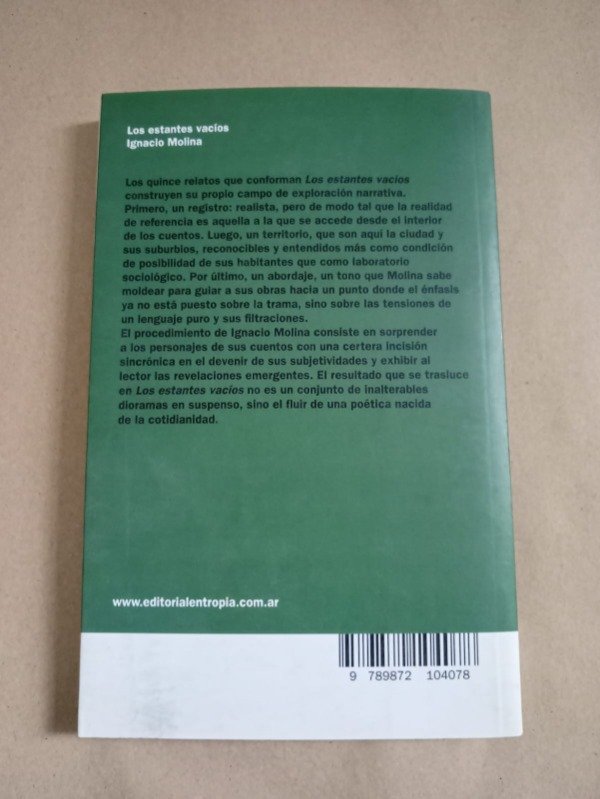 Los estantes vacíos
Ignacio Molina
Los quince relatos que conforman Los estantes vacíos
construyen su propio campo de exploración narrativa.
Primero, un registro: realista, pero de modo tal que la realidad
de referencia es aquella a la que se accede desde el interior
de los cuentos. Luego, un territorio, que son aquí la ciudad y
sus suburbios, reconocibles y entendidos más como condición
de posibilidad de sus habitantes que como laboratorio
sociológico. Por último, un abordaje, un tono que Molina sabe
moldear para guiar a sus obras hacia un punto donde el énfasis
ya no está puesto sobre la trama, sino sobre las tensiones de
un lenguaje puro y sus filtraciones.
El procedimiento de Ignacio Molina consiste en sorprender
a los personajes de sus cuentos con una certera incisión
sincrónica en el devenir de sus subjetividades y exhibir al
lector las revelaciones emergentes. El resultado que se trasluce
en Los estantes vacíos no es un conjunto de inalterables
dioramas en suspenso, sino el fluir de una poética nacida
de la cotidianidad.
www.editorialentropia.com.ar
9 789872 104078